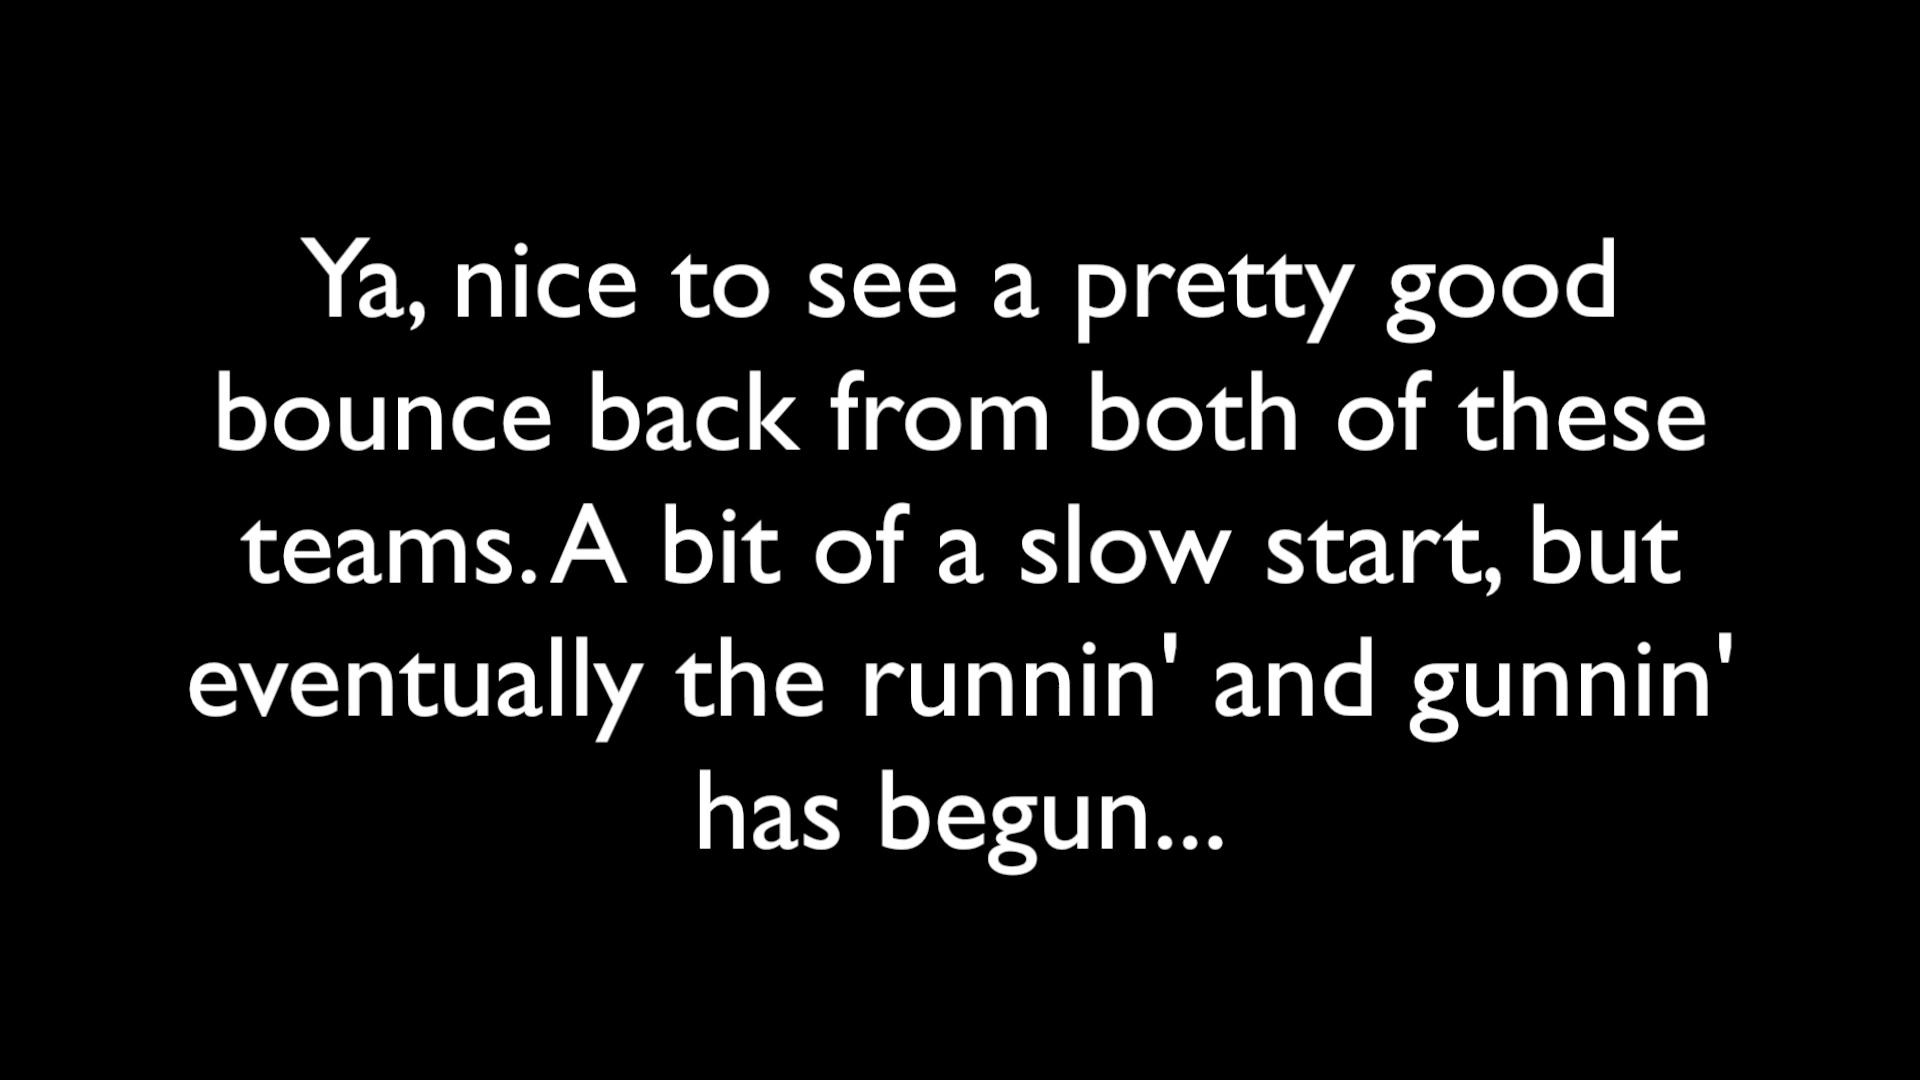 Ya, nice to see a pretty good
bounce back from both of these
teams. A bit of a slow start, but
eventually the runnin' and gunnin'
has begun...